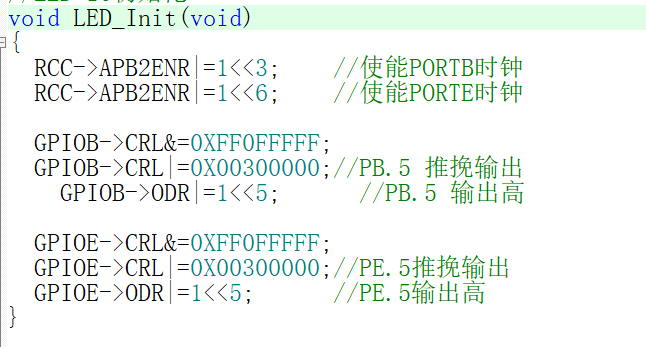 void LED_Init(void)
{
RCC->APB2ENR|=1<<3; //使能PORTB时钟
RCC->APB2ENR|=1<<6; //使能PORTE时钟
GPIOB->CRL&=0XFF0FFFFF;
GPIOB->CRL|=0X00300000;//PB.5 推挽输出
GPIOB->ODR|=1<<5; //PB.5 输出高
GPIOE->CRL&=0XFF0FFFFF;
GPIOE->CRL|=0X00300000;//PE.5推挽输出
GPIOE->ODR|=1<<5; //PE.5输出高
}